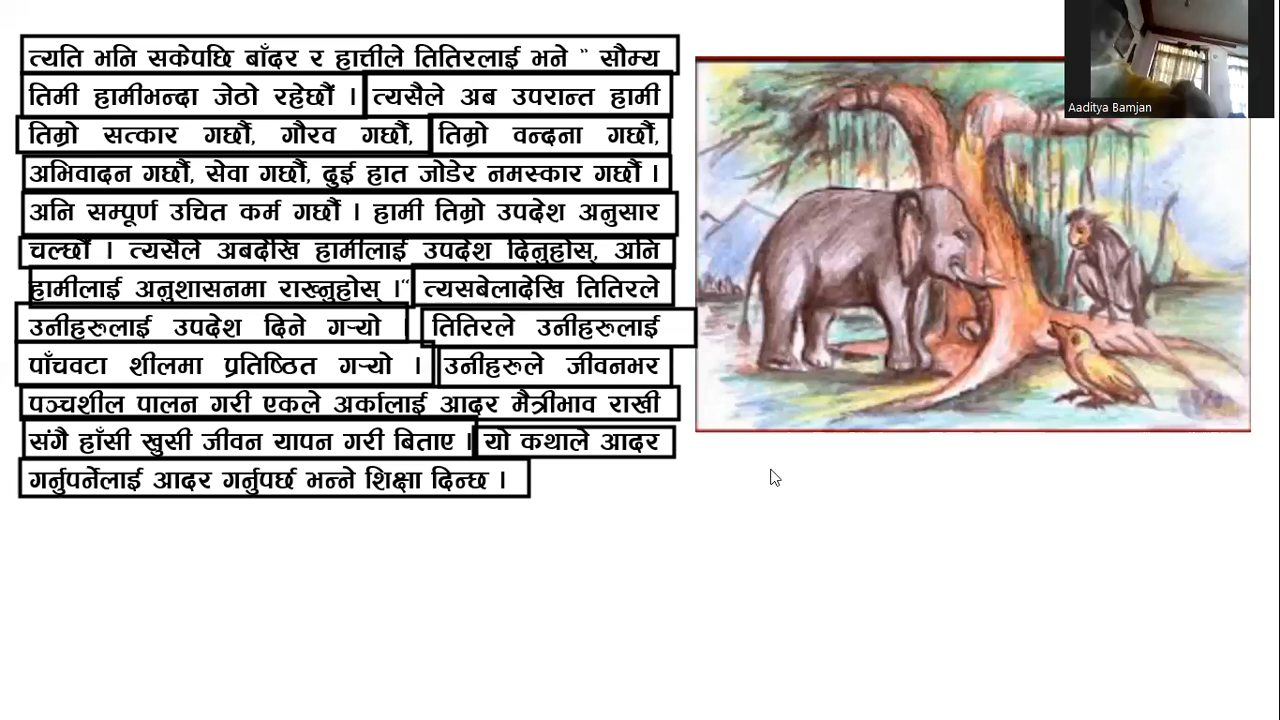 त्यति भनि सकेपछि बाँदर र हात्तीले तितिरलाई भने " सौम्य
तिमी हामीभन्दा जेठो रहेछौं । त्यसैले अब उपरान्त हामी
तिम्रो सत्कार गर्छौं, गौरव गर्छौं, तिम्रो वन्दना गर्छौं,
अभिवादन गर्छौं, सेवा गर्छौं, दुई हात जोडेर नमस्कार गर्छौं ।
अनि सम्पूर्ण उचित कर्म गर्छौं । हामी तिम्रो उपदेश अनुसार
चल्छौं । त्यसैले अबदेखि हामीलाई उपदेश दिनुहोस्, अनि
हामीलाई अनुशासनमा राख्नुहोस् ।“ त्यसबेलादेखि तितिरले
उनीहरुलाई उपदेश दिने गऱ्यो । तितिरले उनीहरुलाई
पाँचवटा शीलमा प्रतिष्ठित गऱ्यो । उनीहरुले जीवनभर
पञ्चशील पालन गरी एकले अर्कालाई आदर मैत्रीभाव राखी
संगै हाँसी खुसी जीवन यापन गरी बिताए । यो कथाले आदर
गर्नुपर्नेलाई आदर गर्नुपर्छ भन्ने शिक्षा दिन्छ ।
Aaditya Bamjan